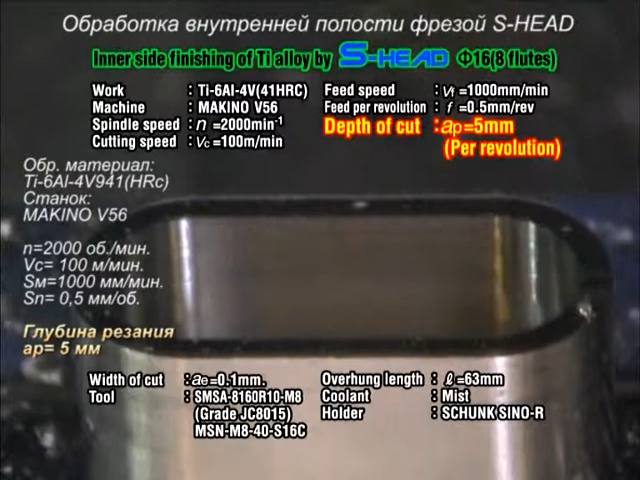 Обработка внутренней полости фрезой S-HEAD
Inner side finishing of Ti alloy by S-HEAD Φ16(8 flutes)
Work : Ti-6Al-4V(41HRC)
Machine : MAKINO V56
Spindle speed : n =2000min-1
Cutting speed : Vc =100m/min
Feed speed : Vf =1000mm/min
Feed per revolution : f =0.5mm/rev
Depth of cut : ap=5mm
(Per revolution)
Обр. материал:
Ti-6Al-4V941(HRc)
Станок:
MAKINO V56
n=2000 об./мин.
Vc= 100 м/мин.
Sм=1000 мм/мин.
Sn= 0,5 мм/об.
Глубина резания
ap= 5 мм
Width of cut : ae=0.1mm.
Tool : SMSA-8160R10-M8
(Grade JC8015)
MSN-M8-40-S16C
Overhung length : ℓ=63mm
Coolant : Mist
Holder : SCHUNK SINO-R